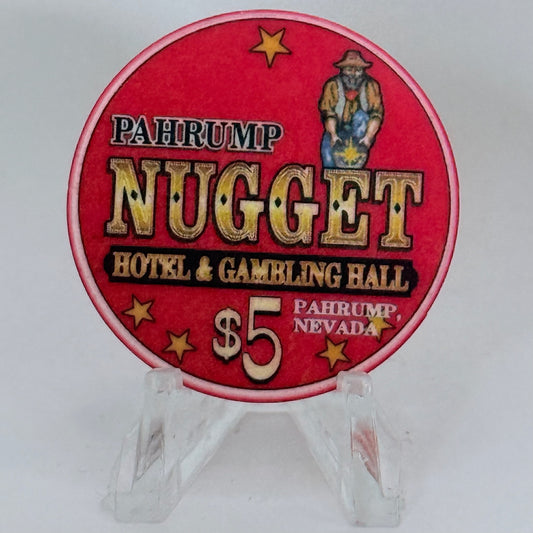 PAHRUMP
NUGGET
HOTEL & GAMBLING HALL
$5
PAHRUMP,
NEVADA